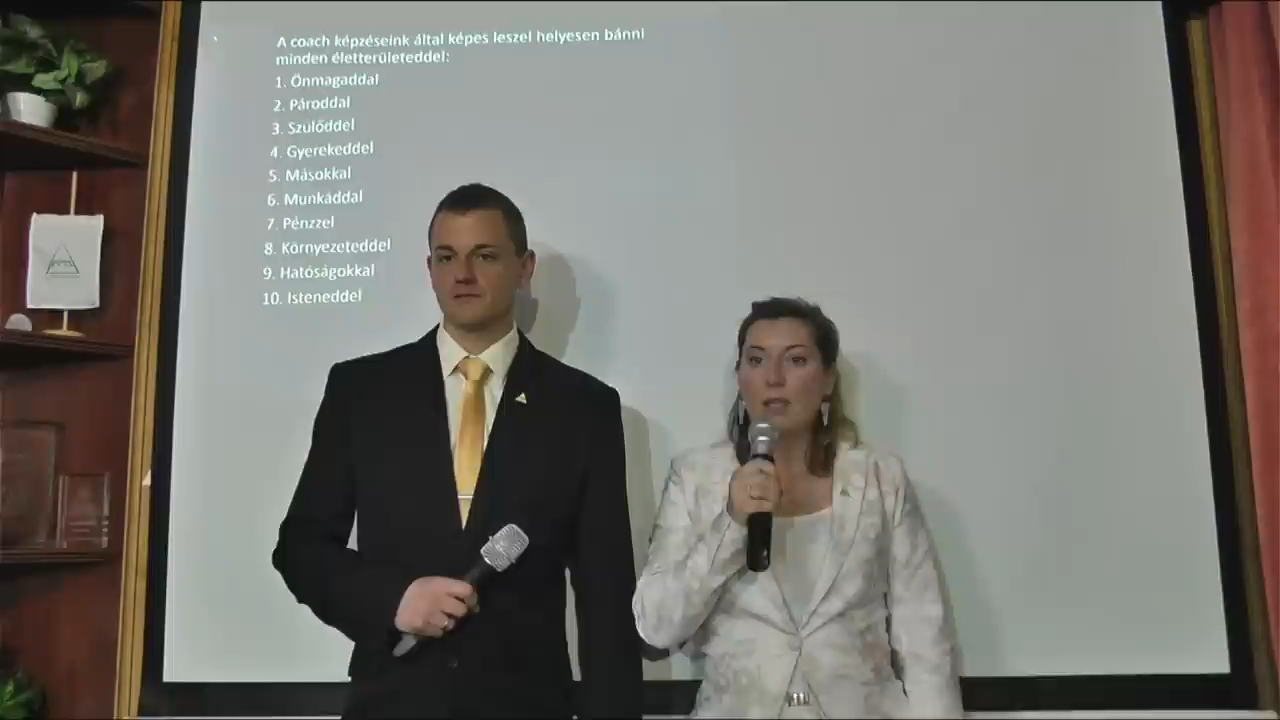 A coach képzéseink által képes leszel helyesen bánni
minden életterületeddel:
1. Önmagaddal
2. Pároddal
3. Szülőddel
4. Gyerekeddel
5. Másokkal
6. Munkáddal
7. Pénzzel
8. Környezeteddel
9. Hatóságokkal
10. Isteneddel